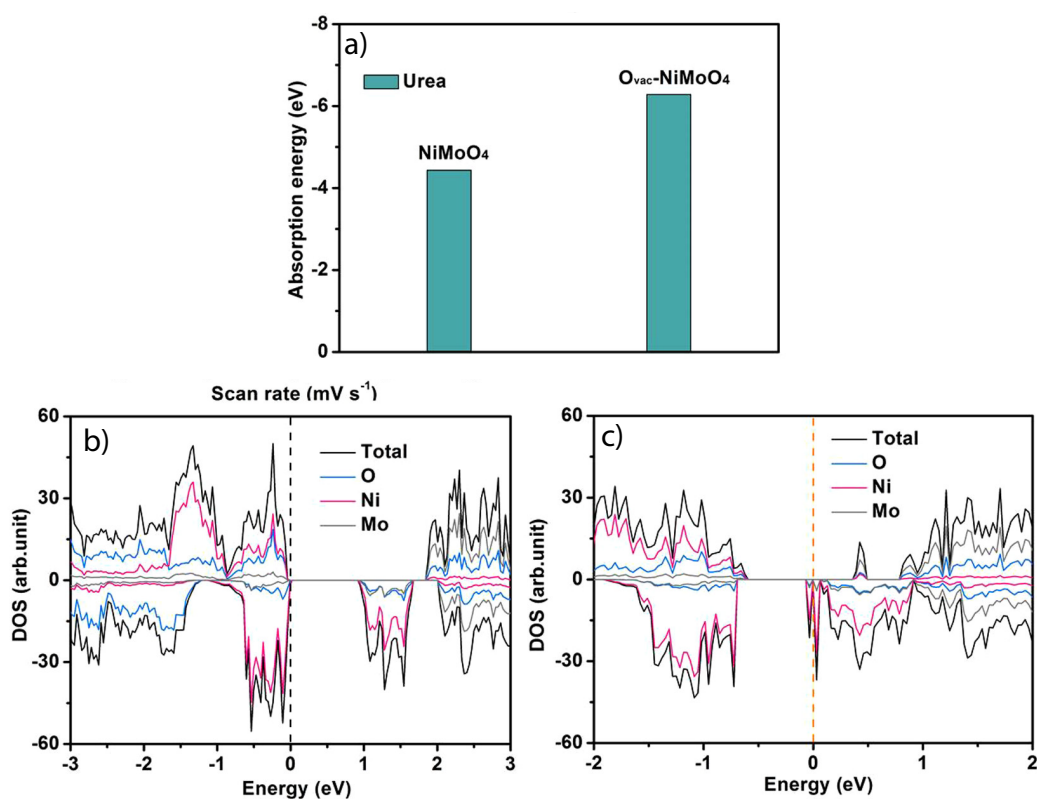 a)
-8
-6
-4
-2
0
Absorption energy (eV)
Urea
NiMoO4
Ovac-NiMoO4
Scan rate (mV s-1)
b)
60
30
0
-30
-60
DOS (arb.unit)
Total
O
Ni
Mo
-3 -2 -1 0 1 2 3
Energy (eV)
c)
60
30
0
-30
-60
DOS (arb.unit)
Total
O
Ni
Mo
-2 -1 0 1 2
Energy (eV)